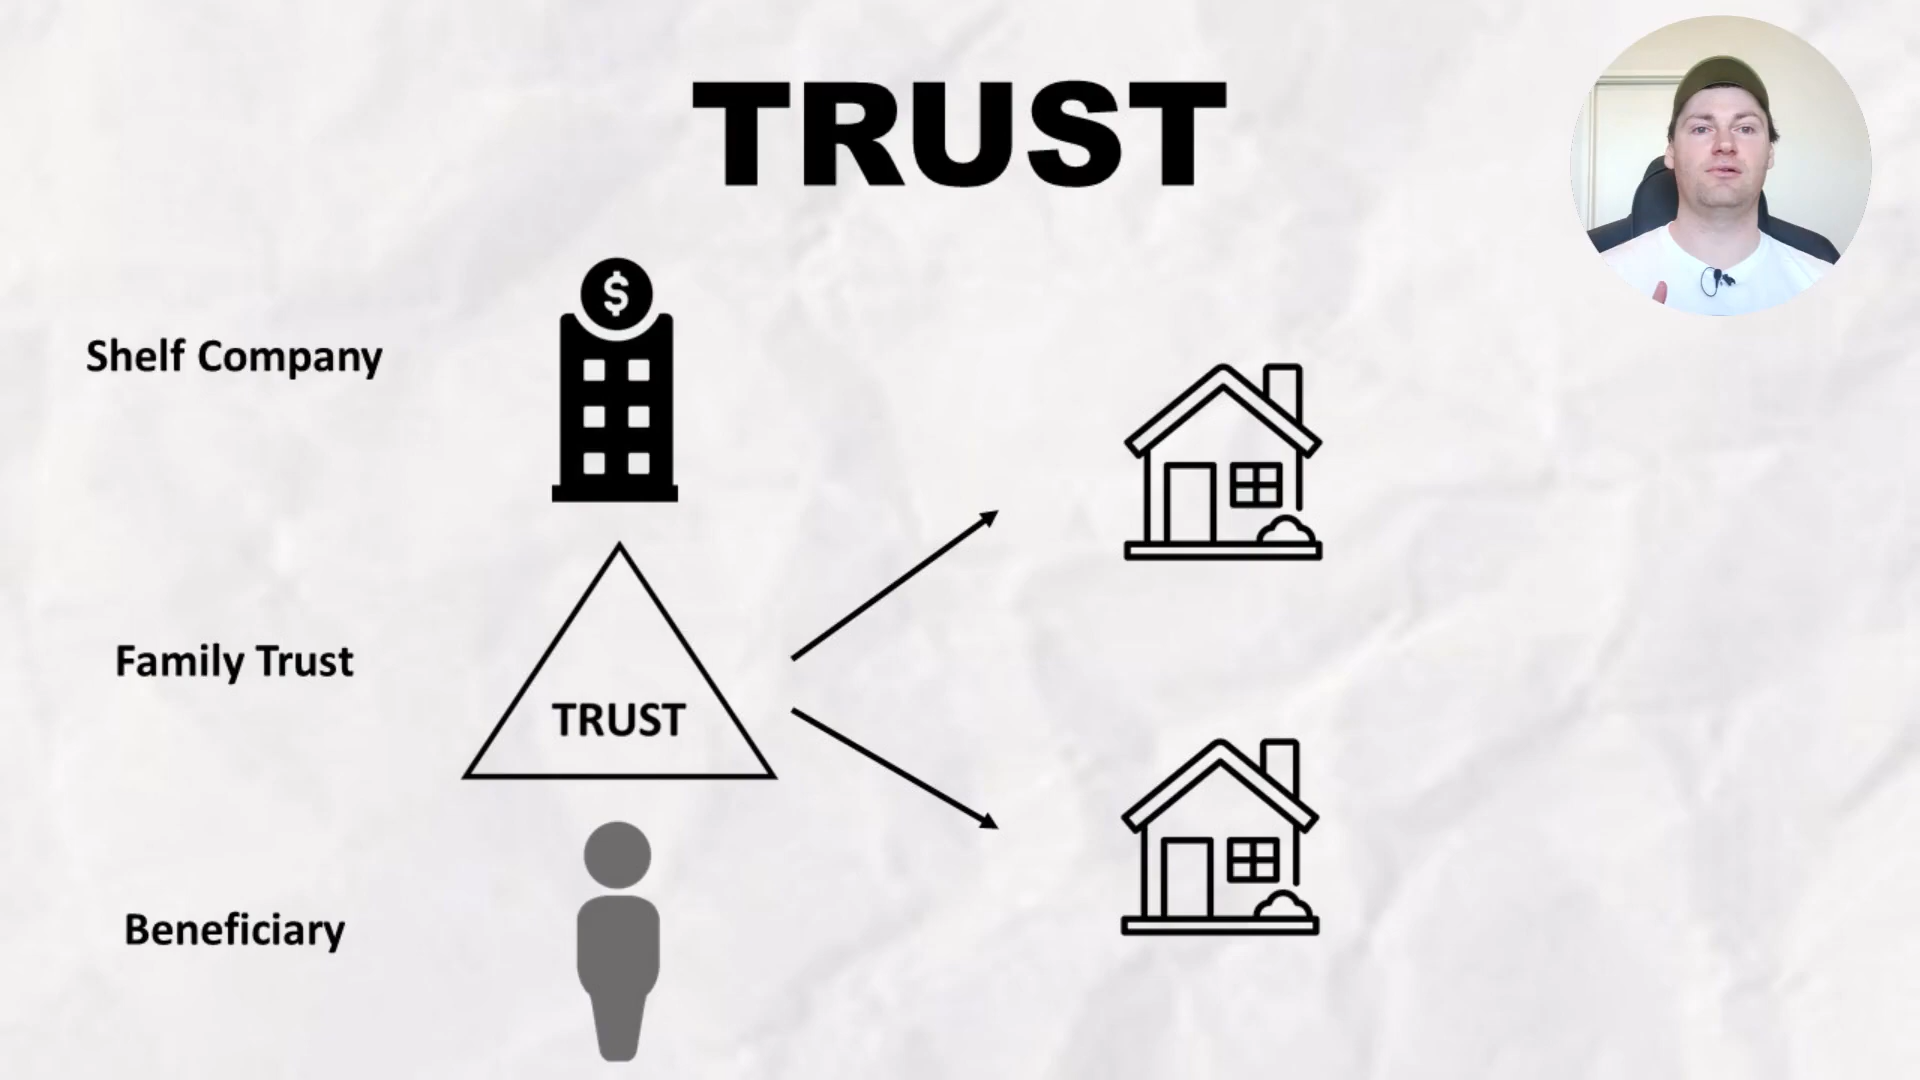 TRUST
$
Shelf Company
Family Trust
TRUST
Beneficiary